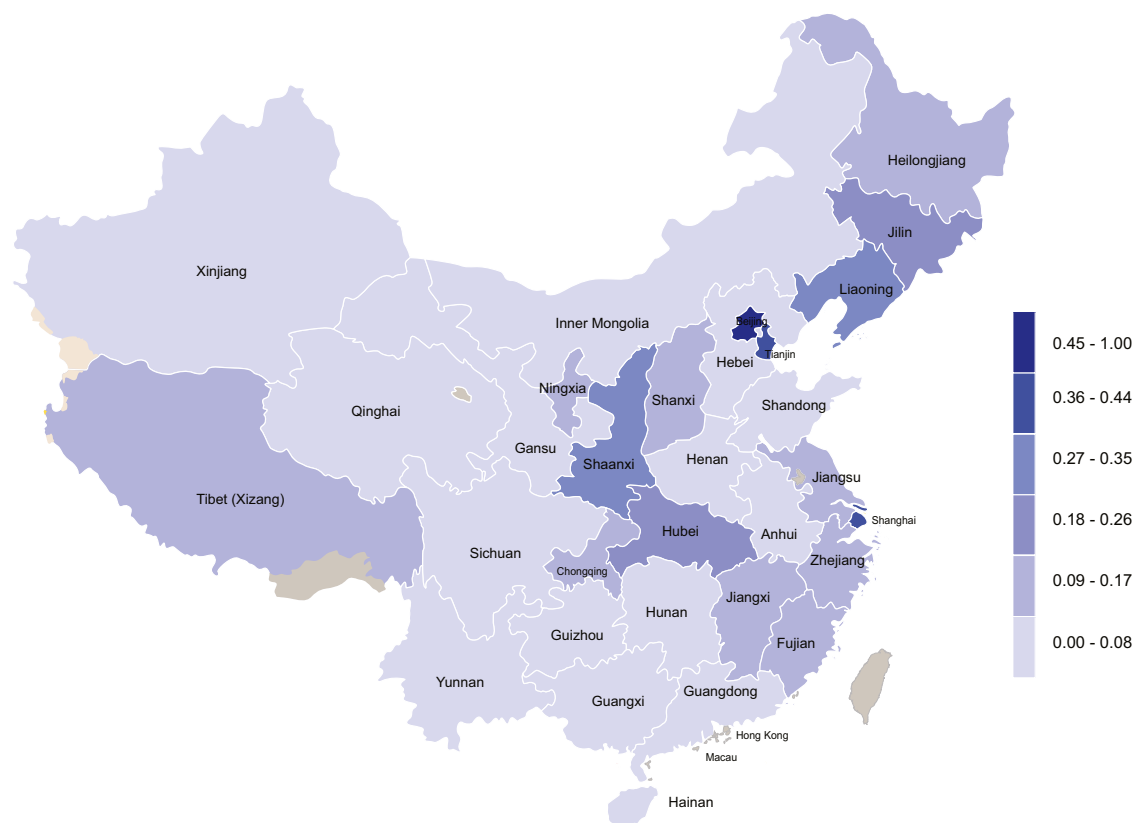 Heilongjiang
Jilin
Xinjiang
Liaoning
Inner Mongolia
Beijing
Tianjin
Hebei
Ningxia
Shanxi
Shandong
Qinghai
Gansu
Shaanxi
Henan
Jiangsu
Tibet (Xizang)
Shanghai
Hubei
Anhui
Sichuan
Zhejiang
Chongqing
Jiangxi
Hunan
Guizhou
Fujian
Yunnan
Guangxi
Guangdong
Hong Kong
Macau
Hainan
0.45 - 1.00
0.36 - 0.44
0.27 - 0.35
0.18 - 0.26
0.09 - 0.17
0.00 - 0.08